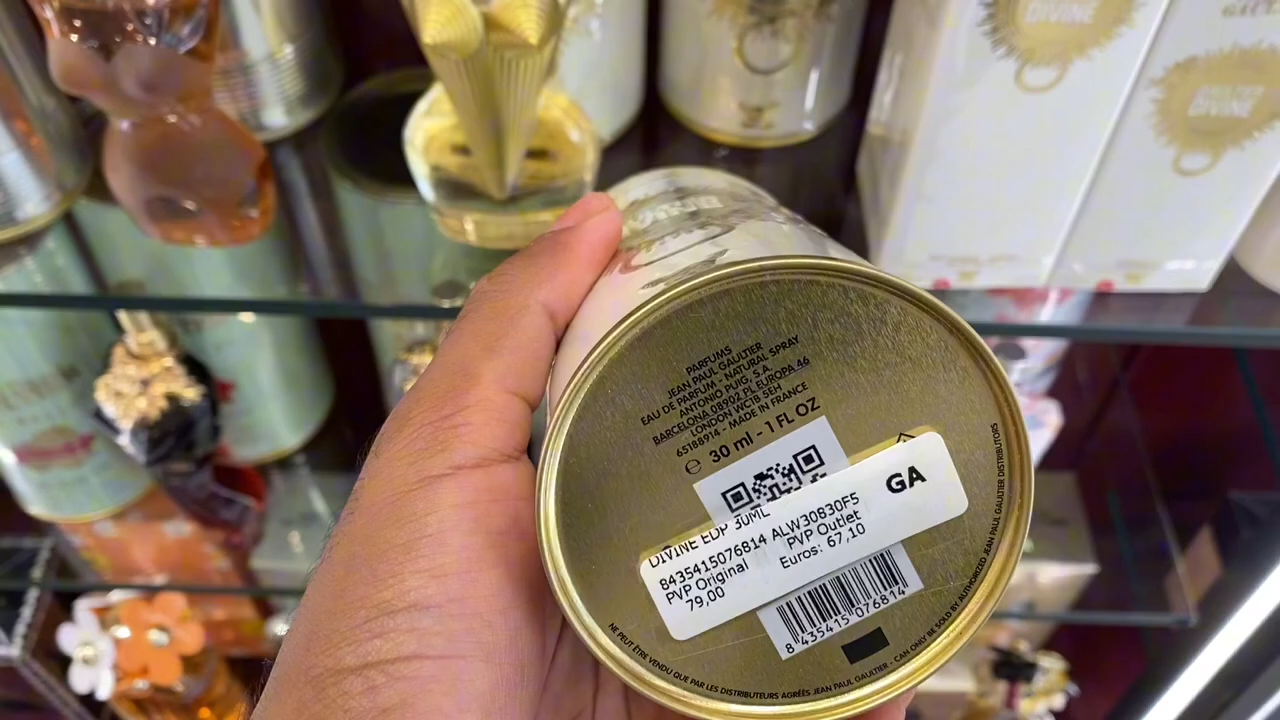 DIVINE
DIVINE
PARFUMS
JEAN PAUL GAULTIER
EAU DE PARFUM - NATURAL SPRAY
ANTONIO PUIG, S.A.
BARCELONA 08902 PL EUROPA 46
LONDON WC1B 5EH
65188914 - MADE IN FRANCE
e 30 ml - 1 FL OZ
GA
DIVINE EDP 30ML
8435415076814 ALW30830F5
PVP Original PVP Outlet
79,00 Euros: 67,10
8 435415 076814
NE PEUT ÊTRE VENDU QUE PAR LES DISTRIBUTEURS AGRÉÉS JEAN PAUL GAULTIER - CAN ONLY BE SOLD BY AUTHORIZED JEAN PAUL GAULTIER DISTRIBUTORS